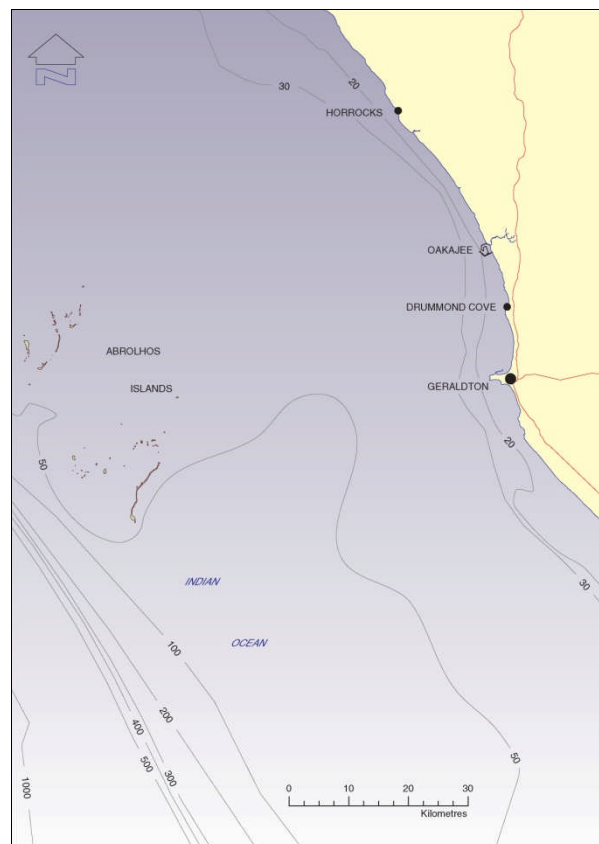 N
20
30
HORROCKS
OAKAJEE
DRUMMOND COVE
ABROLHOS
ISLANDS
GERALDTON
20
50
INDIAN
30
OCEAN
100
200
400
300
500
50
1000
0 10 20 30
Kilometres